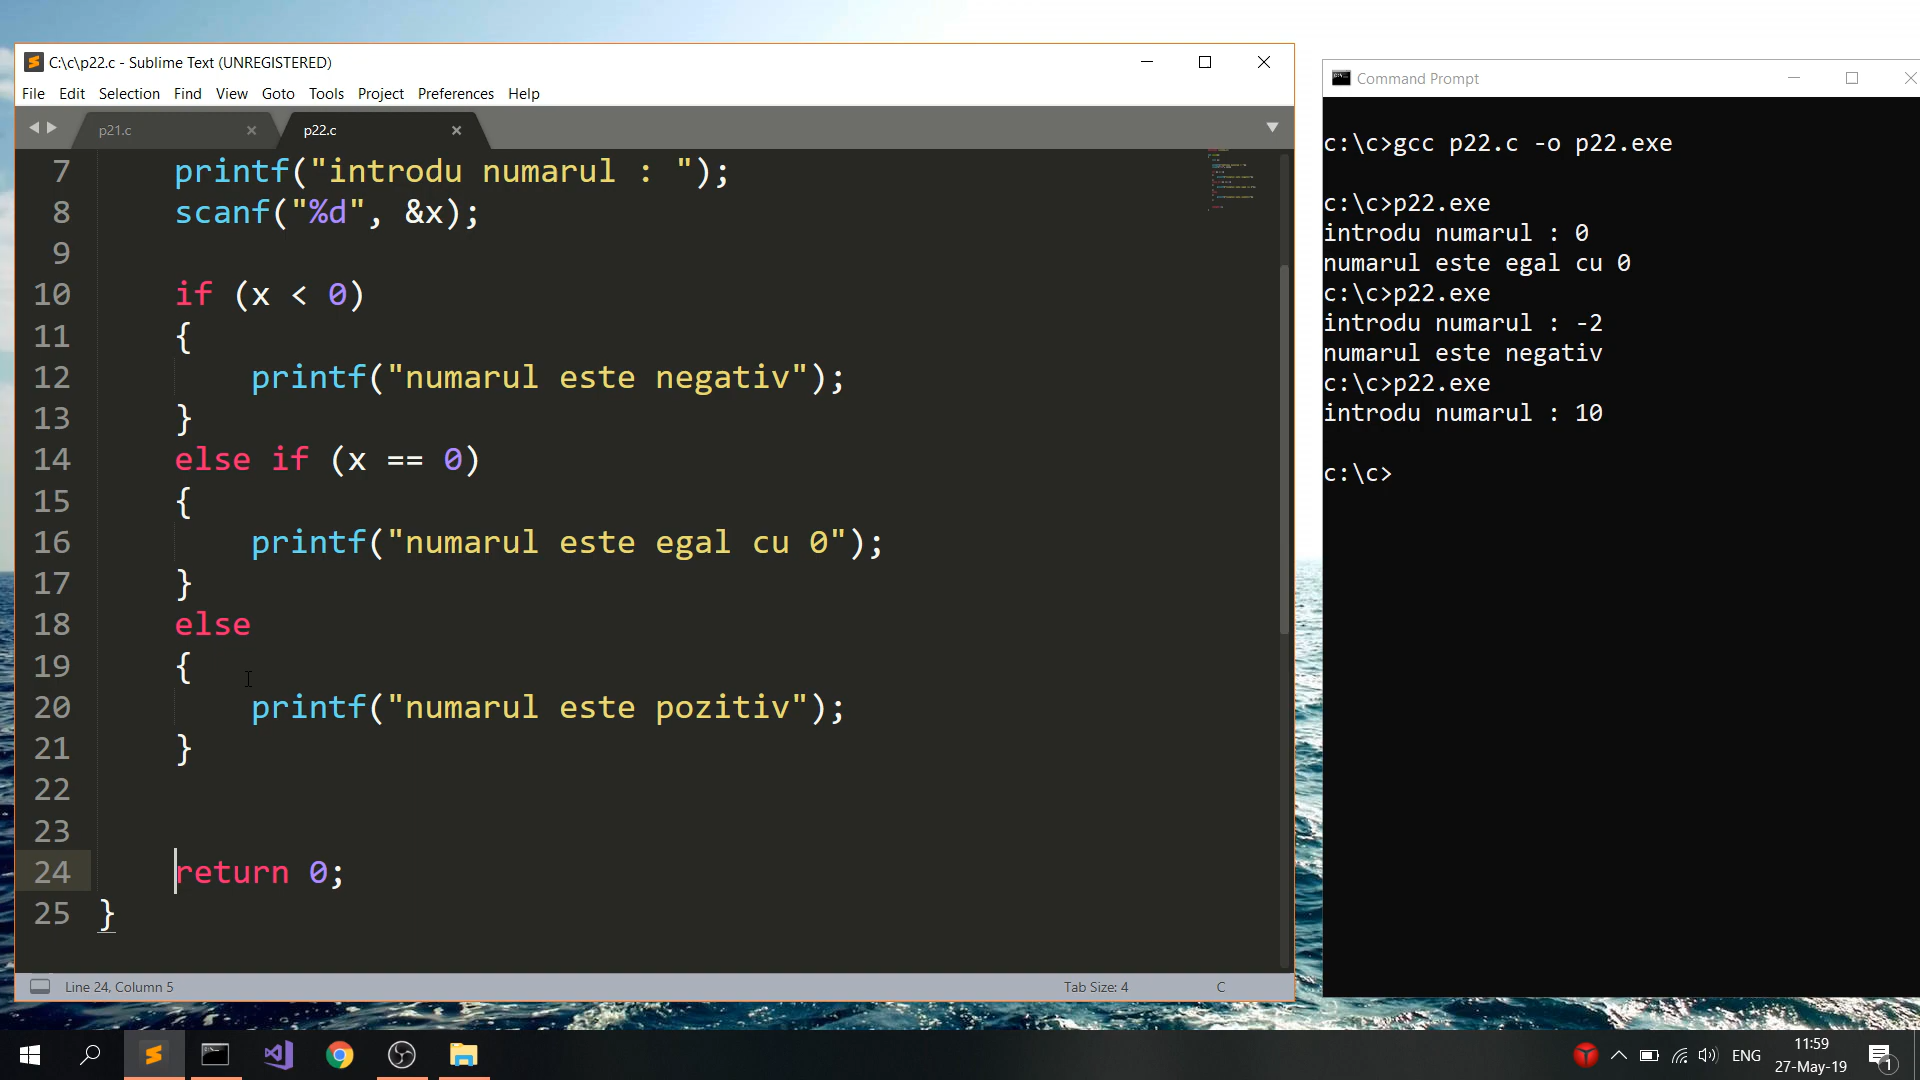 C:\c\p22.c - Sublime Text (UNREGISTERED)
File Edit Selection Find View Goto Tools Project Preferences Help
p21.c p22.c
7 printf("introdu numarul : ");
8 scanf("%d", &x);
9
10 if (x < 0)
11 {
12 printf("numarul este negativ");
13 }
14 else if (x == 0)
15 {
16 printf("numarul este egal cu 0");
17 }
18 else
19 {
20 printf("numarul este pozitiv");
21 }
22
23
24 return 0;
25 }
Line 24, Column 5 Tab Size: 4 C
Command Prompt
c:\c>gcc p22.c -o p22.exe
c:\c>p22.exe
introdu numarul : 0
numarul este egal cu 0
c:\c>p22.exe
introdu numarul : -2
numarul este negativ
c:\c>p22.exe
introdu numarul : 10
c:\c>
ENG
11:59
27-May-19
1